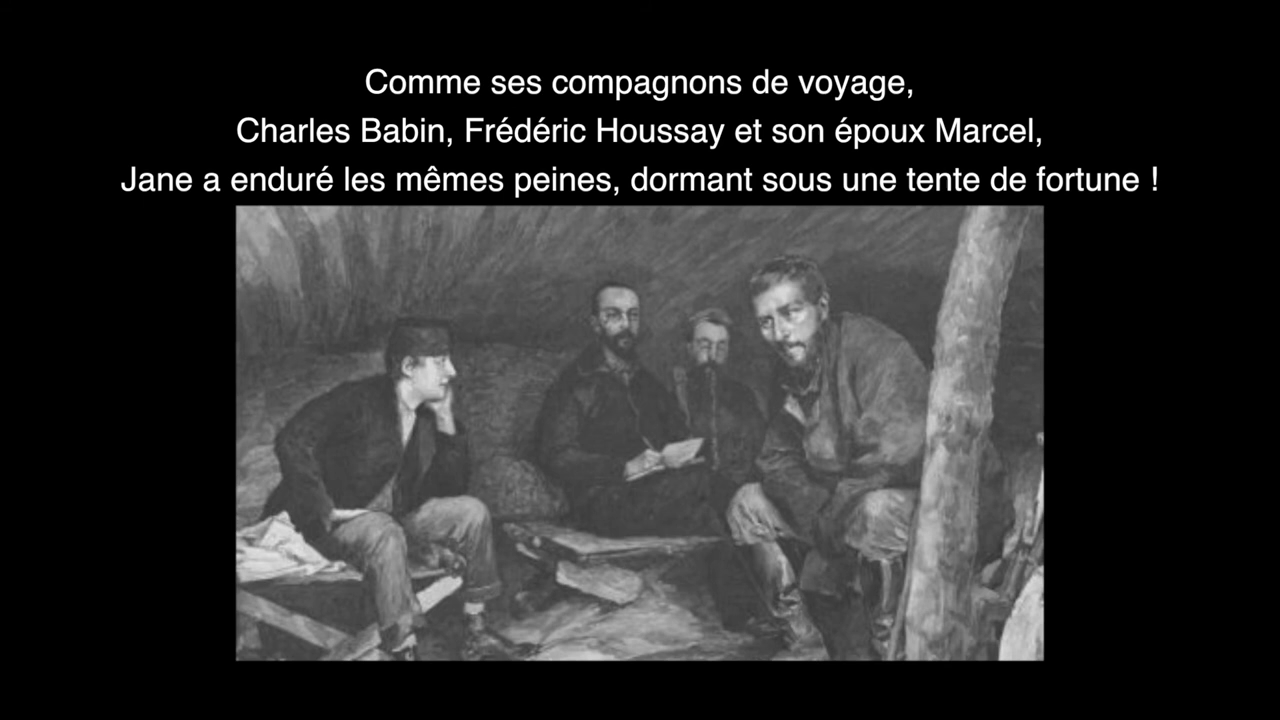 Comme ses compagnons de voyage,
Charles Babin, Frédéric Houssay et son époux Marcel,
Jane a enduré les mêmes peines, dormant sous une tente de fortune !